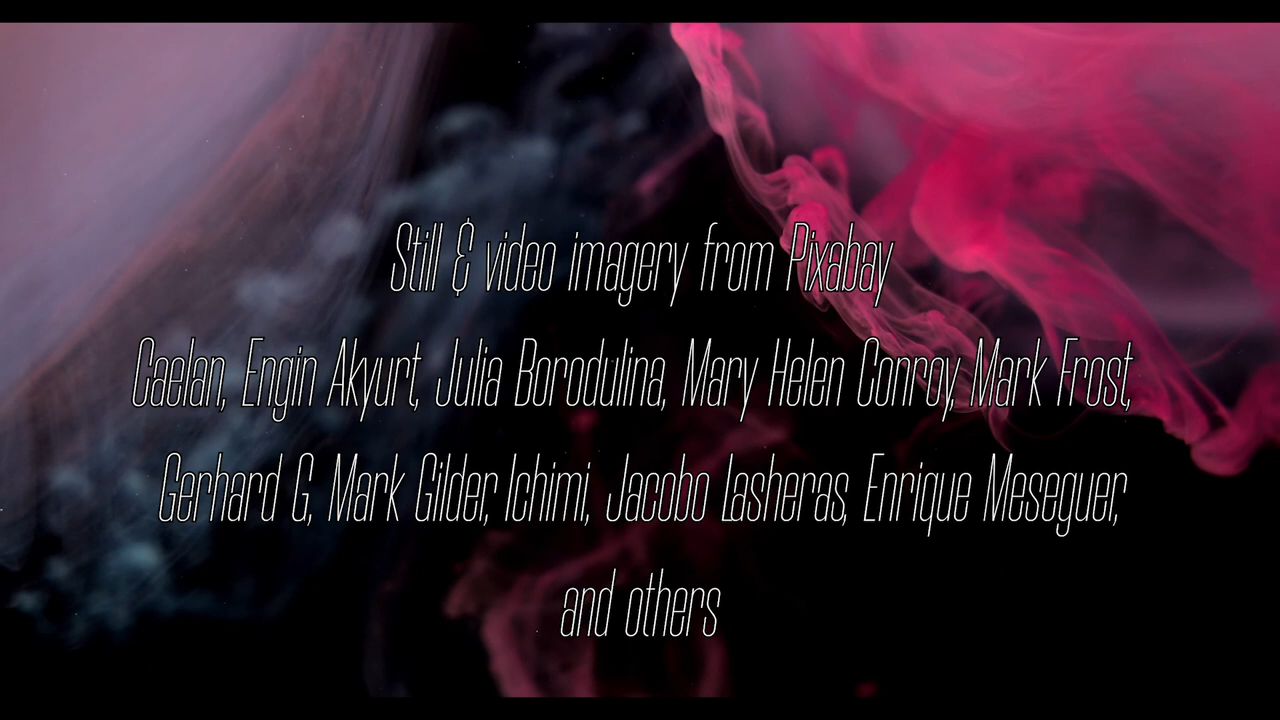 Still & video imagery from Pixabay
Caelan, Engin Akyurt, Julia Borodulina, Mary Helen Conroy, Mark Frost,
Gerhard G, Mark Gilder, Ichimi, Jacobo Lasheras, Enrique Meseguer,
and others